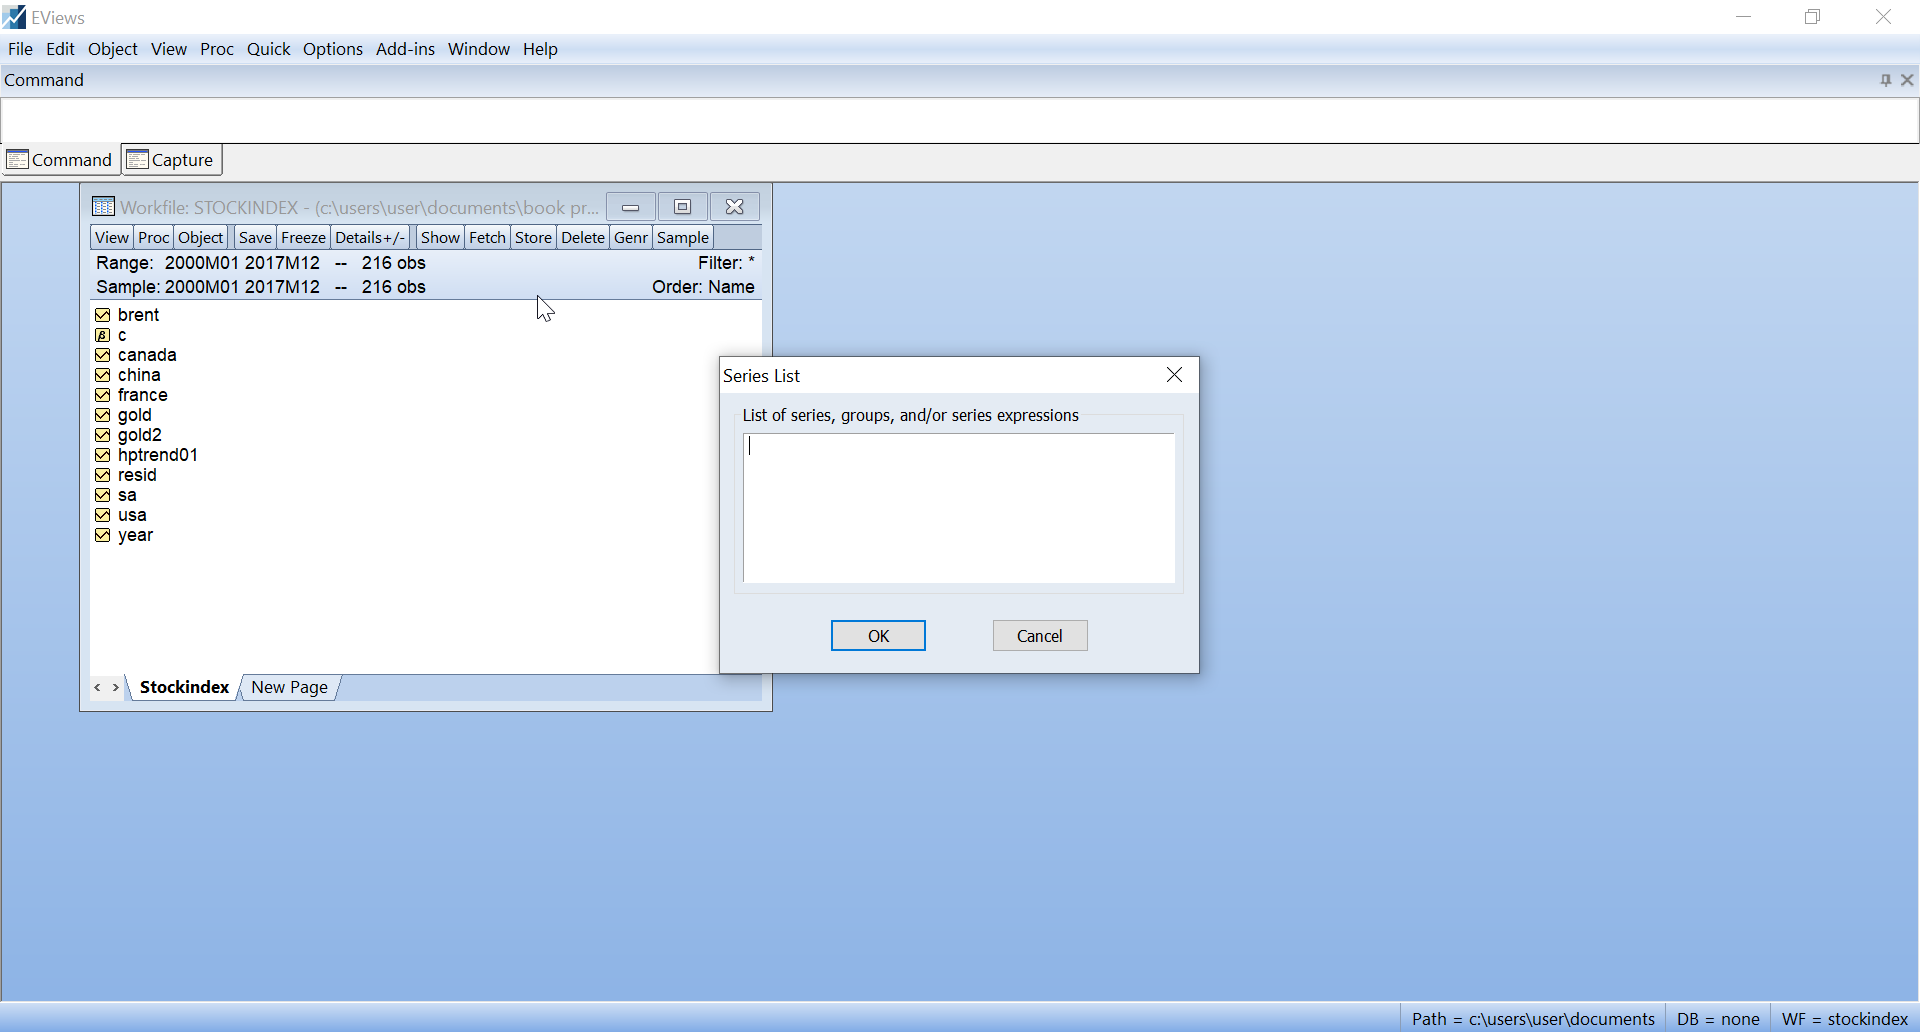 EViews
File Edit Object View Proc Quick Options Add-ins Window Help
Command
Command Capture
Workfile: STOCKINDEX - (c:\users\user\documents\book pr...
View Proc Object Save Freeze Details+/- Show Fetch Store Delete Genr Sample
Range: 2000M01 2017M12 -- 216 obs Filter: *
Sample: 2000M01 2017M12 -- 216 obs Order: Name
brent
β c
canada
china
france
gold
gold2
hptrend01
resid
sa
usa
year
Stockindex New Page
Series List
List of series, groups, and/or series expressions
OK Cancel
Path = c:\users\user\documents DB = none WF = stockindex